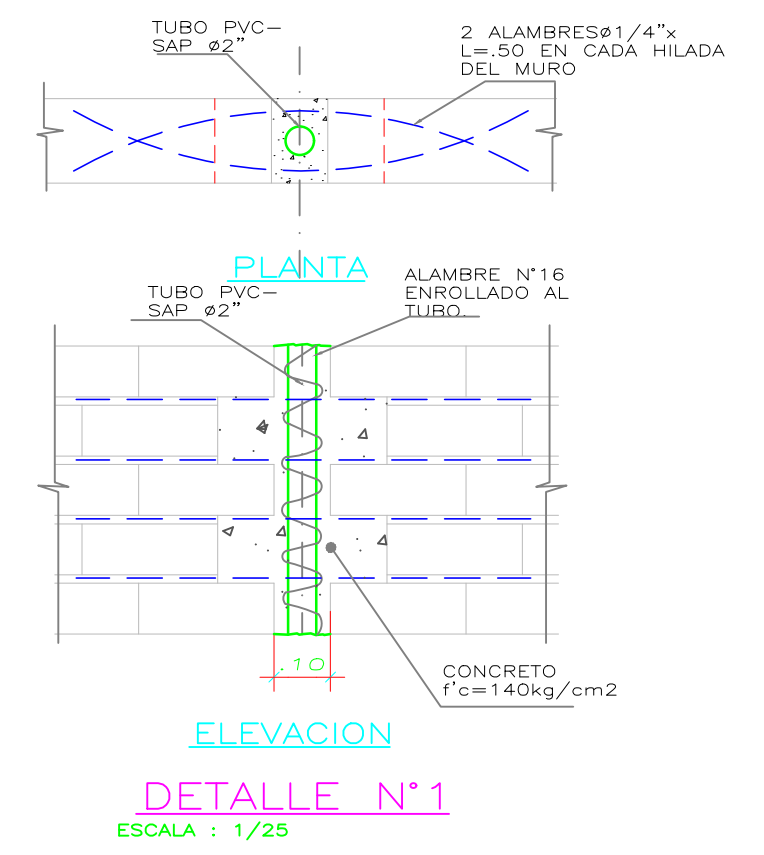 TUBO PVC-
SAP ø2”
2 ALAMBRESø1/4”x
L=.50 EN CADA HILADA
DEL MURO
PLANTA
TUBO PVC-
SAP ø2”
ALAMBRE N°16
ENROLLADO AL
TUBO.
.10
CONCRETO
f'c=140kg/cm2
ELEVACION
DETALLE N°1
ESCALA : 1/25